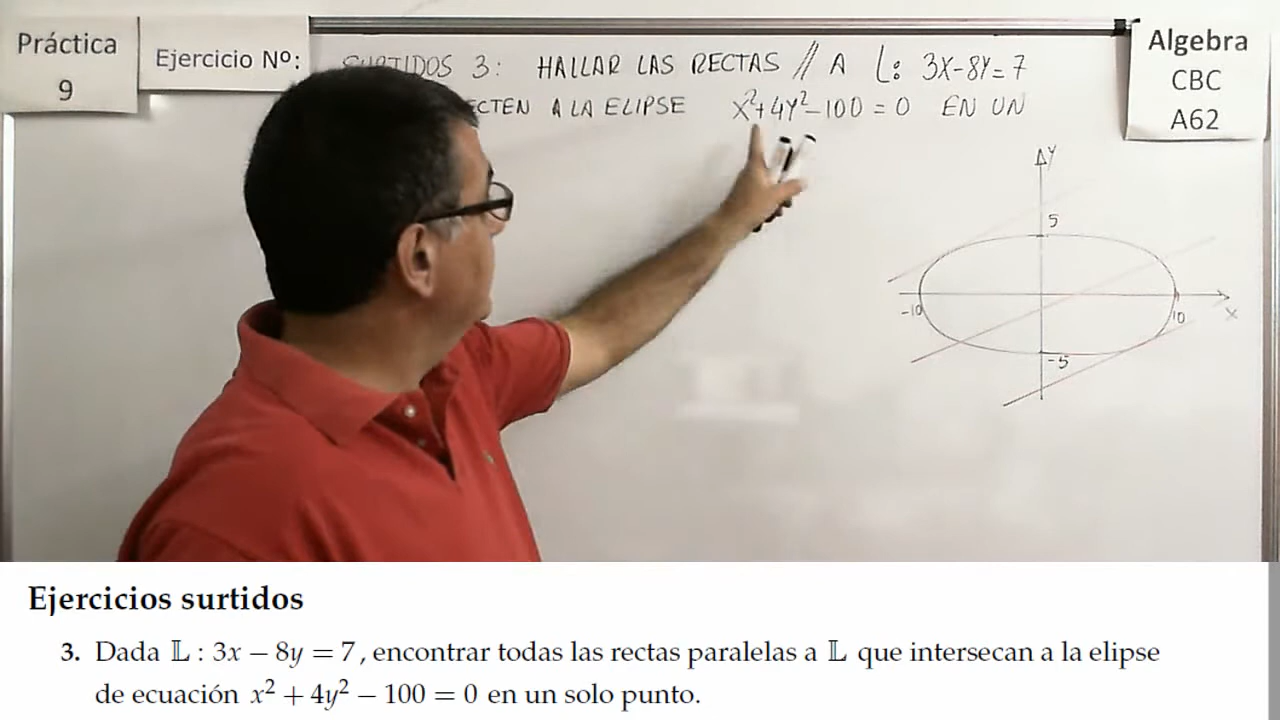 Práctica
9
Ejercicio Nº:
SURTIDOS 3: HALLAR LAS RECTAS // A L: 3X-8Y=7
ELIPSE X²+4Y²-100=0 EN UN
A LA
Algebra
CBC
A62
Y
5
-10
10
X
-5
Ejercicios surtidos
3. Dada 𝕃 : 3x − 8y = 7, encontrar todas las rectas paralelas a 𝕃 que intersecan a la elipse
de ecuación x² + 4y² − 100 = 0 en un solo punto.